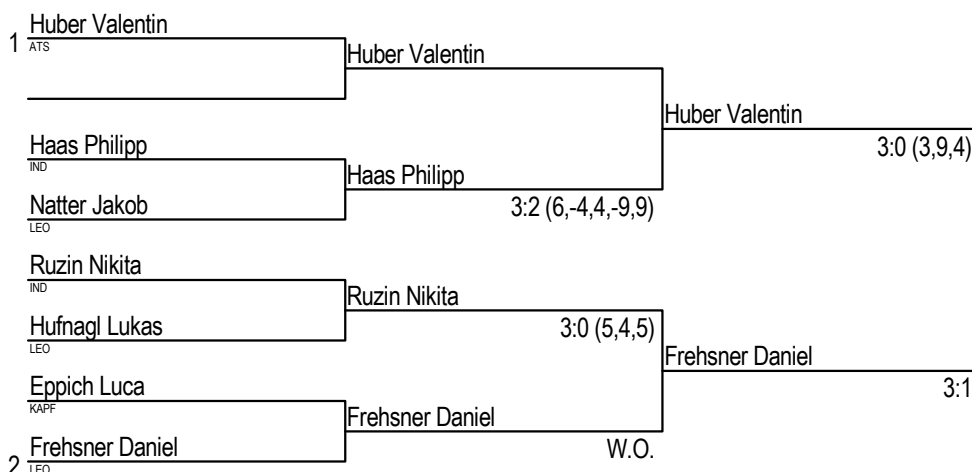 Huber Valentin
1 ATS
Huber Valentin
Huber Valentin
3:0 (3,9,4)
Haas Philipp
IND
Haas Philipp
Natter Jakob
3:2 (6,-4,4,-9,9)
LEO
Ruzin Nikita
IND
Ruzin Nikita
Hufnagl Lukas
3:0 (5,4,5)
LEO
Frehsner Daniel
3:1
Eppich Luca
KAPF
Frehsner Daniel
Frehsner Daniel
W.O.
2 LEO